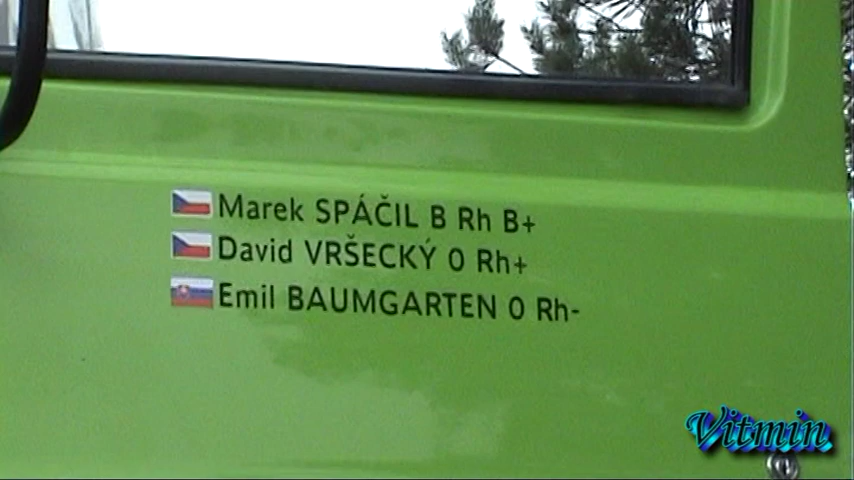 Marek SPÁČIL B Rh B+
David VRŠECKÝ 0 Rh+
Emil BAUMGARTEN 0 Rh-
Vitmin